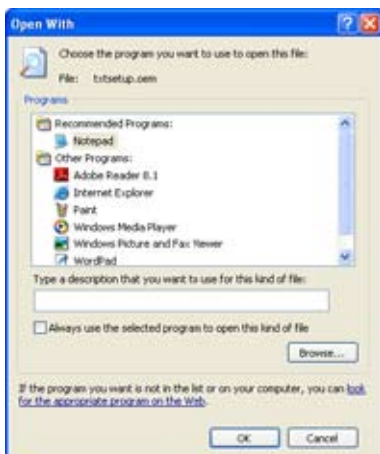 Open With
Choose the program you want to use to open this file:
File: txtsetup.oem
Programs
Recommended Programs:
Notepad
Other Programs:
Adobe Reader 8.1
Internet Explorer
Paint
Windows Media Player
Windows Picture and Fax Viewer
WordPad
Type a description that you want to use for this kind of file:
Always use the selected program to open this kind of file
Browse...
If the program you want is not in the list or on your computer, you can look
for the appropriate program on the Web.
OK
Cancel